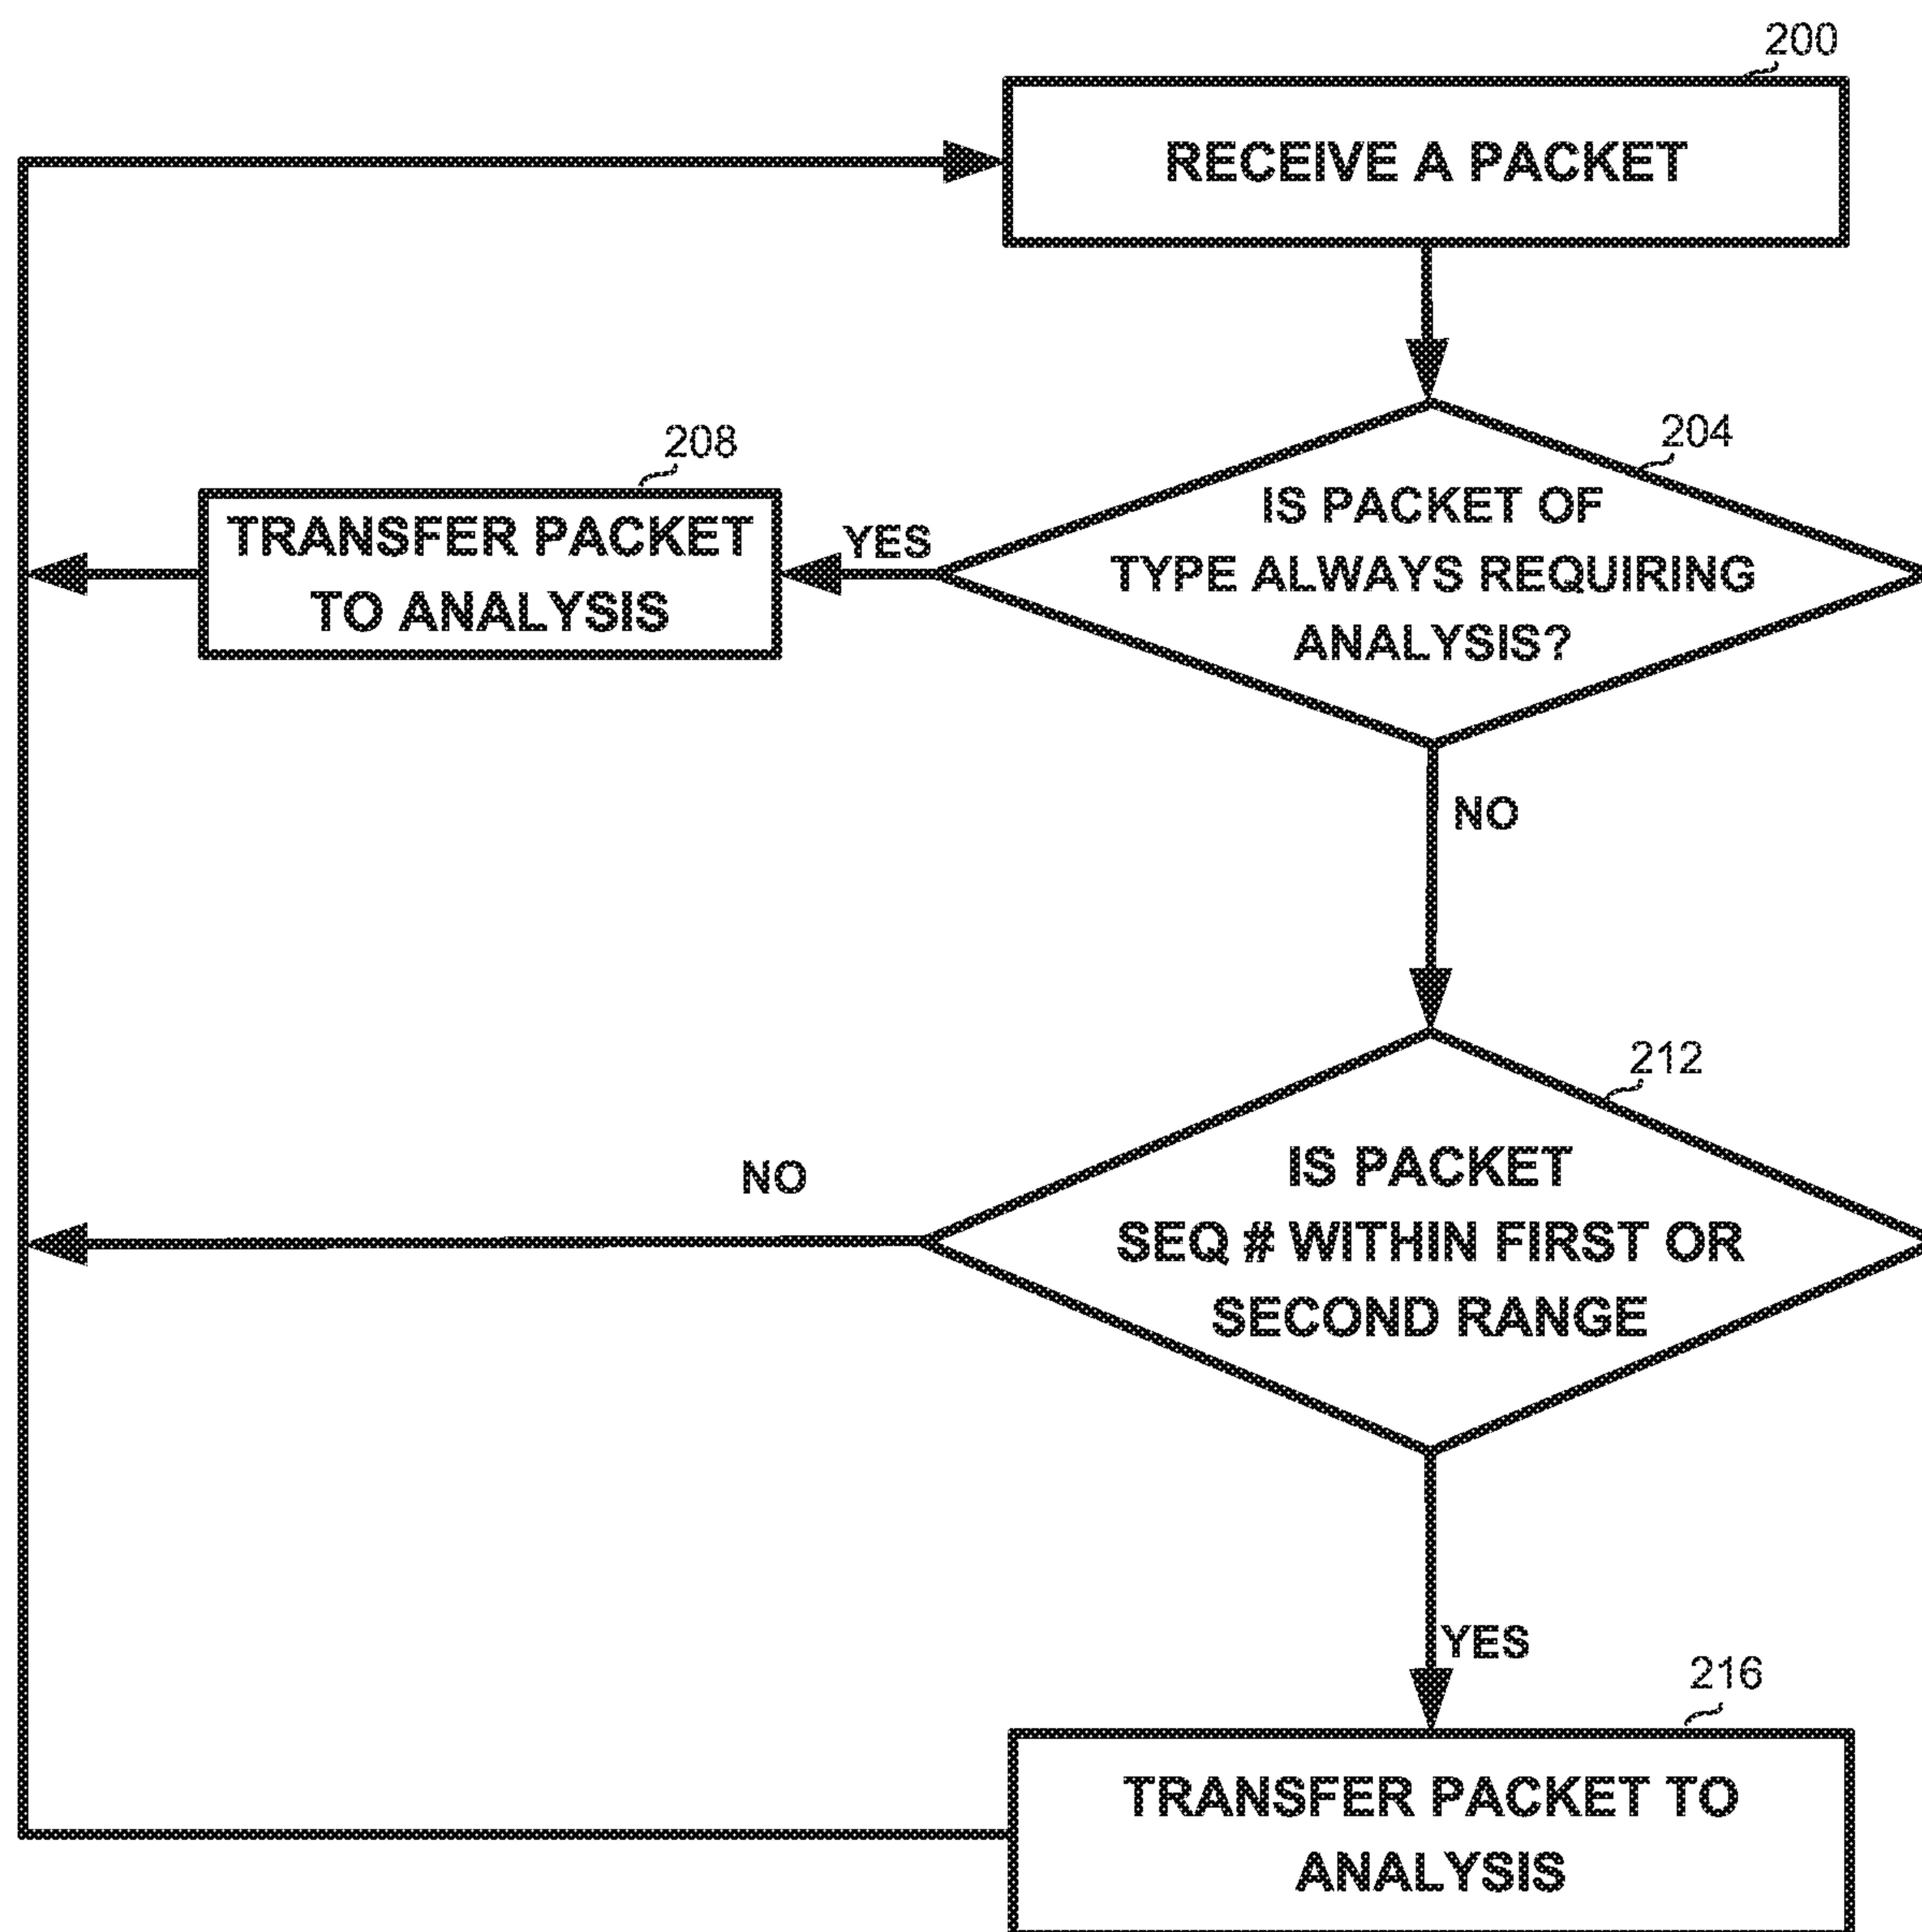 200
RECEIVE A PACKET
204
IS PACKET OF
TYPE ALWAYS REQUIRING
ANALYSIS?
YES
208
TRANSFER PACKET
TO ANALYSIS
NO
212
IS PACKET
SEQ # WITHIN FIRST OR
SECOND RANGE
NO
YES
216
TRANSFER PACKET TO
ANALYSIS